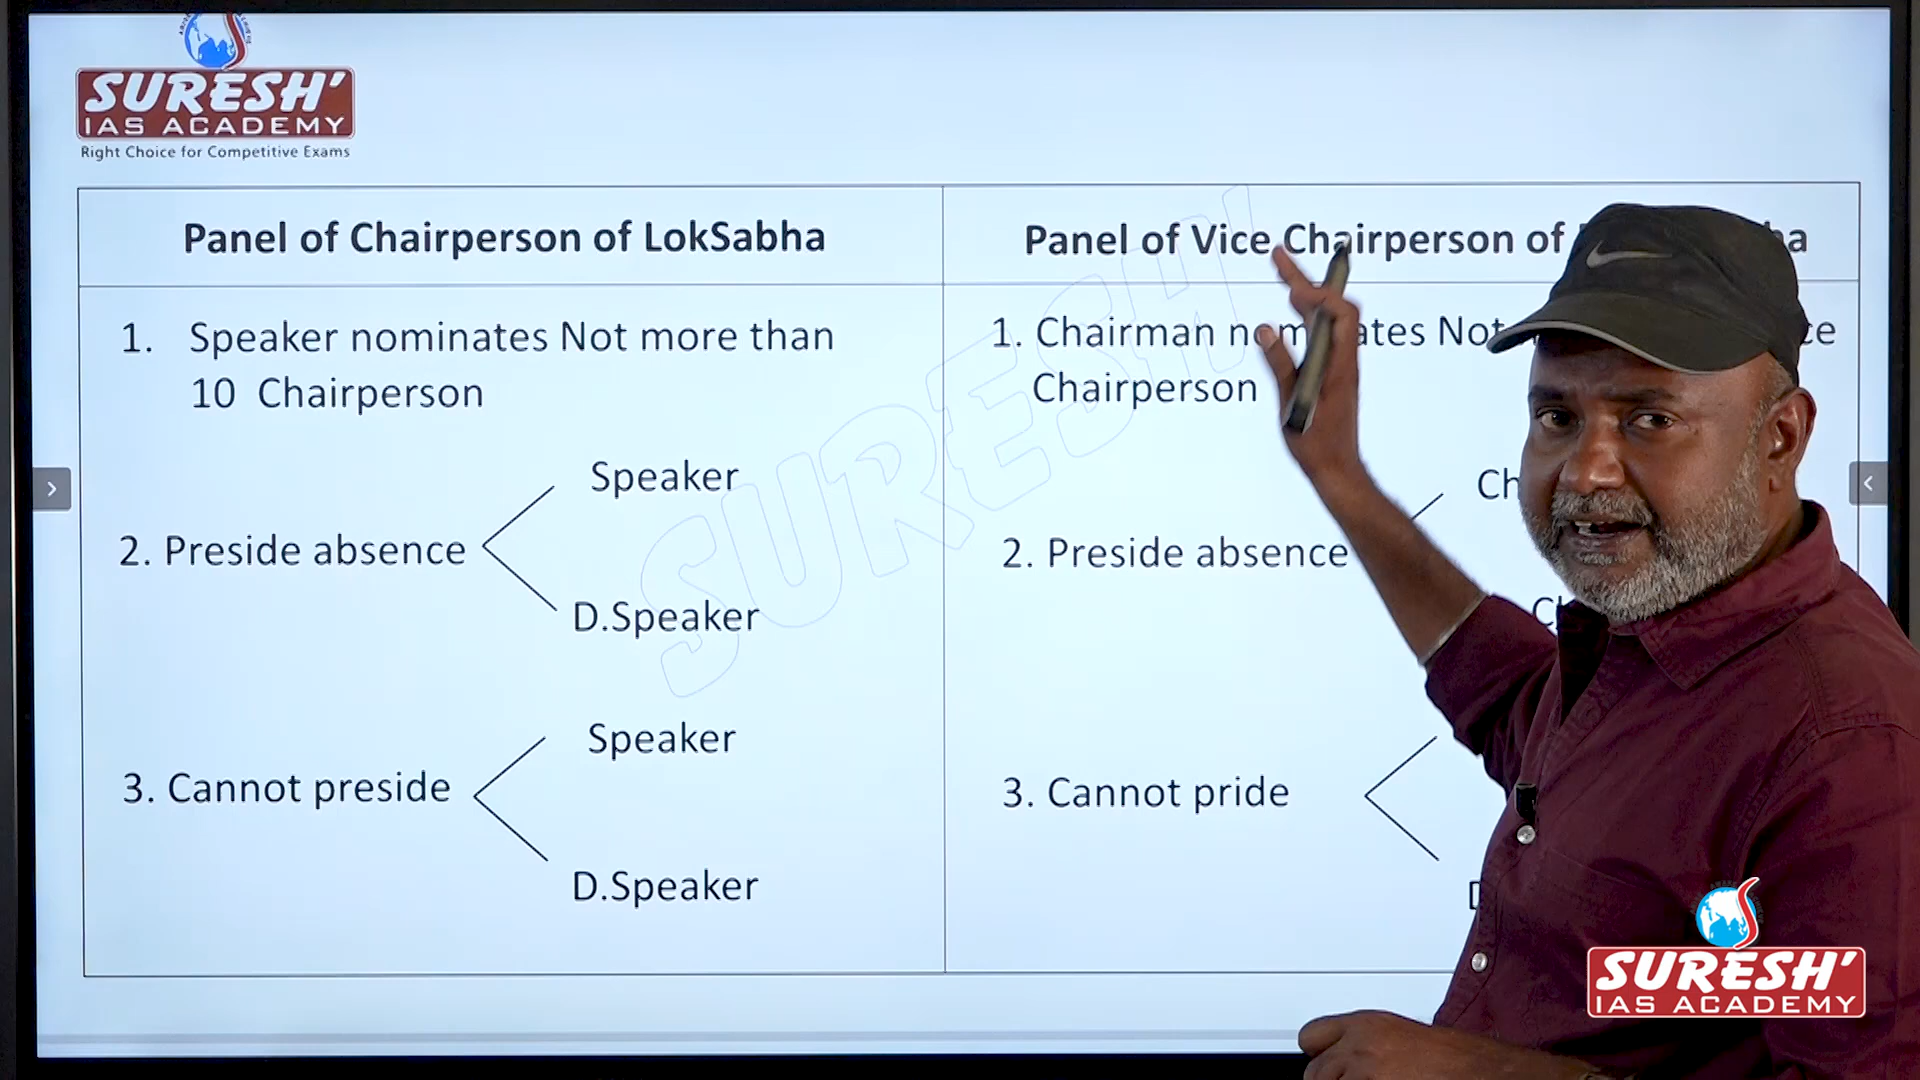 SURESH'
IAS ACADEMY
Right Choice for Competitive Exams
Panel of Chairperson of LokSabha
1. Speaker nominates Not more than
10 Chairperson
Speaker
2. Preside absence
D.Speaker
Speaker
3. Cannot preside
D.Speaker
Panel of Vice Chairperson of
1. Chairman nominates Not
Chairperson
2. Preside absence
3. Cannot pride
SURESH
SURESH'
IAS ACADEMY